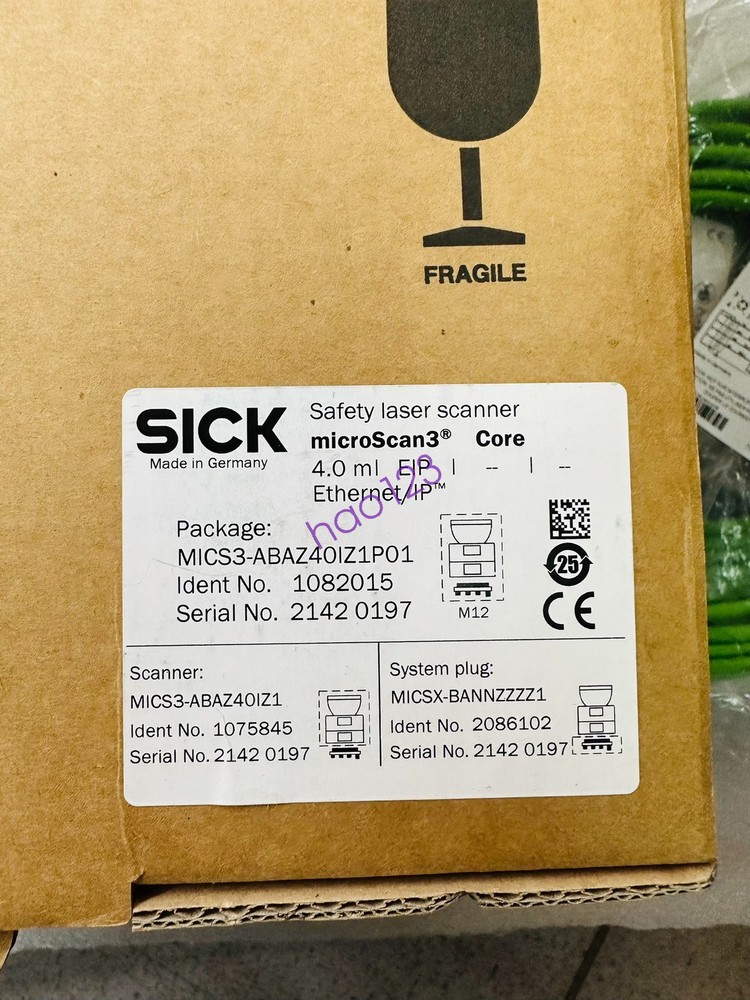 FRAGILE
SICK
Made in Germany
Safety laser scanner
microScan3® Core
4.0 m | EIP | -- | --
Ethernet/IP™
hao123
Package:
MICS3-ABAZ40IZ1P01
Ident No. 1082015
Serial No. 2142 0197
M12
25
CE
Scanner:
MICS3-ABAZ40IZ1
Ident No. 1075845
Serial No. 2142 0197
System plug:
MICSX-BANNZZZZ1
Ident No. 2086102
Serial No. 2142 0197